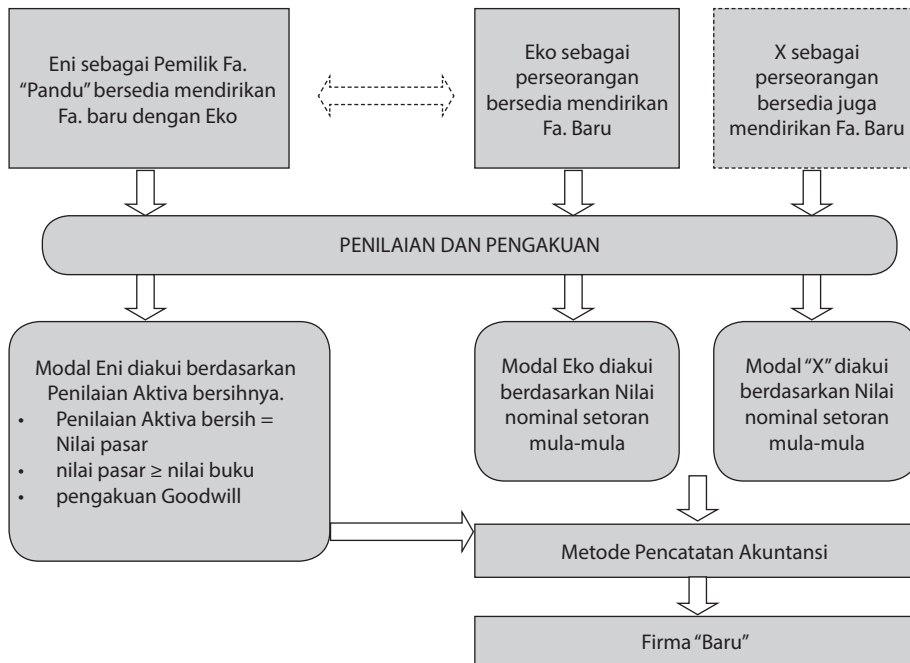 Eni sebagai Pemilik Fa.
“Pandu” bersedia mendirikan
Fa. baru dengan Eko
Eko sebagai
perseorangan
bersedia mendirikan
Fa. Baru
X sebagai
perseorangan
bersedia juga
mendirikan Fa. Baru
PENILAIAN DAN PENGAKUAN
Modal Eni diakui berdasarkan
Penilaian Aktiva bersihnya.
• Penilaian Aktiva bersih =
Nilai pasar
• nilai pasar ≥ nilai buku
• pengakuan Goodwill
Modal Eko diakui
berdasarkan Nilai
nominal setoran
mula-mula
Modal “X” diakui
berdasarkan Nilai
nominal setoran
mula-mula
Metode Pencatatan Akuntansi
Firma “Baru”